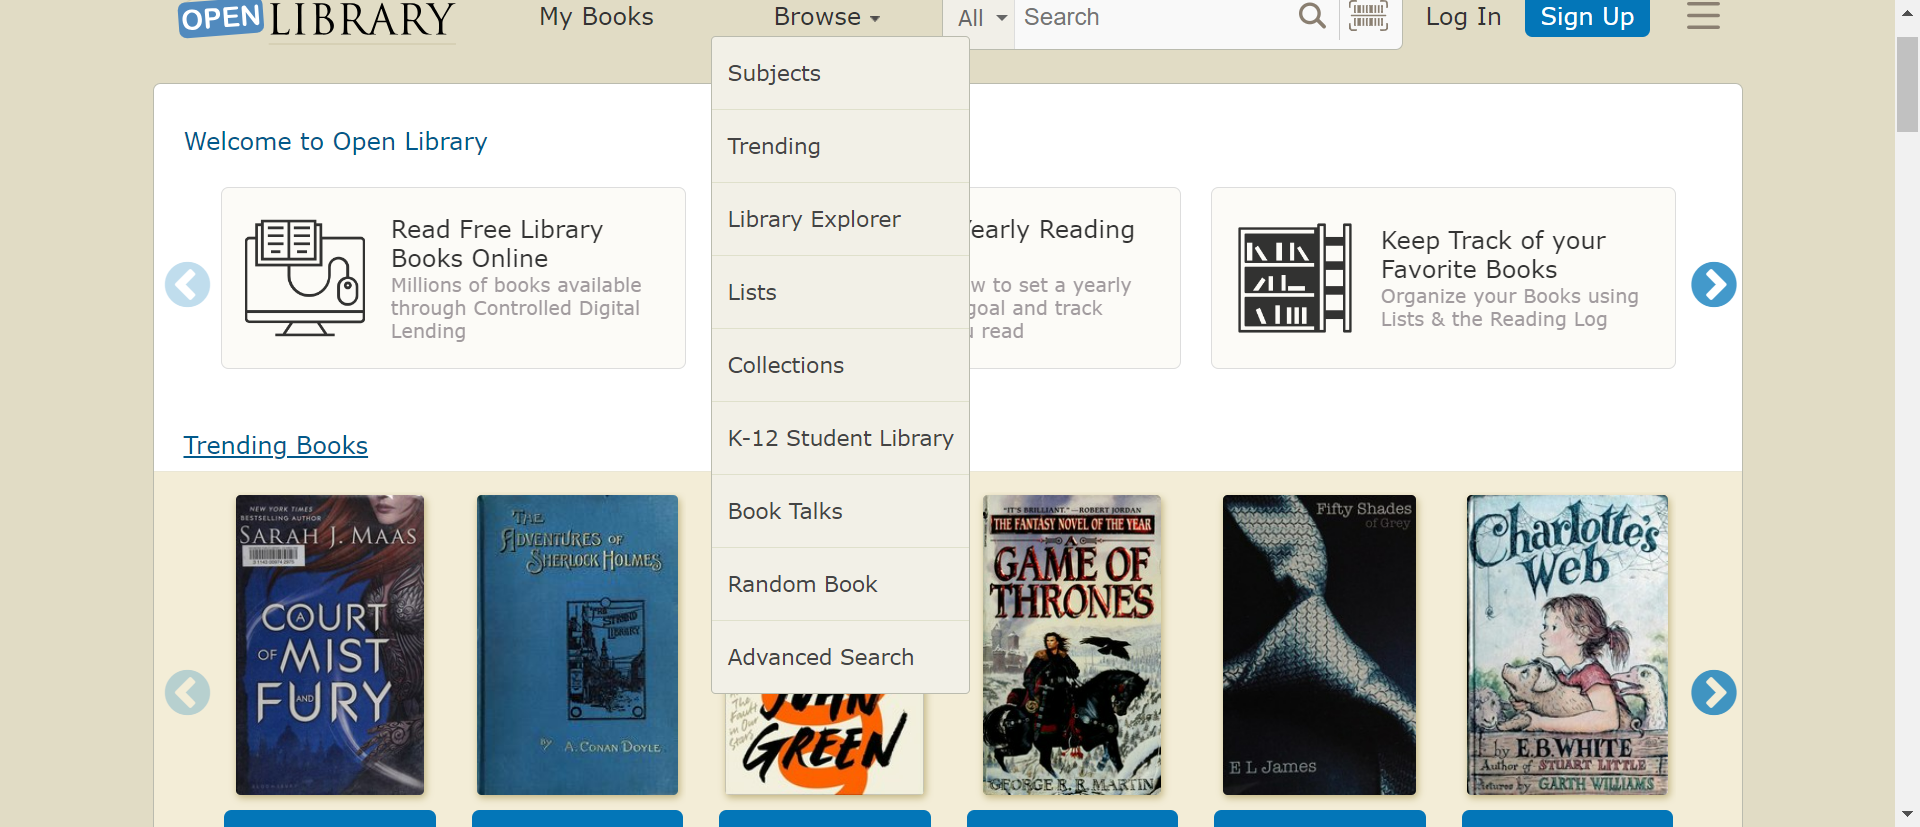 OPEN LIBRARY
My Books
Browse
All
Search
Log In
Sign Up
Subjects
Trending
Library Explorer
Lists
Collections
K-12 Student Library
Book Talks
Random Book
Advanced Search
Welcome to Open Library
Read Free Library
Books Online
Millions of books available
through Controlled Digital
Lending
Yearly Reading
to set a yearly
goal and track
read
Keep Track of your
Favorite Books
Organize your Books using
Lists & the Reading Log
Trending Books
NEW YORK TIMES
BESTSELLING AUTHOR
SARAH J. MAAS
A
COURT
OF MIST
AND
FURY
THE
ADVENTURES OF
SHERLOCK HOLMES
THE
STRAND
LIBRARY
BY A. CONAN DOYLE
The
Fault
in Our
Stars
JOHN
GREEN
"IT'S BRILLIANT."—ROBERT JORDAN
THE FANTASY NOVEL OF THE YEAR
A
GAME OF
THRONES
GEORGE R. R. MARTIN
Fifty Shades
of Grey
E L James
Charlotte's
Web
by E.B. WHITE
Author of STUART LITTLE
Pictures by GARTH WILLIAMS